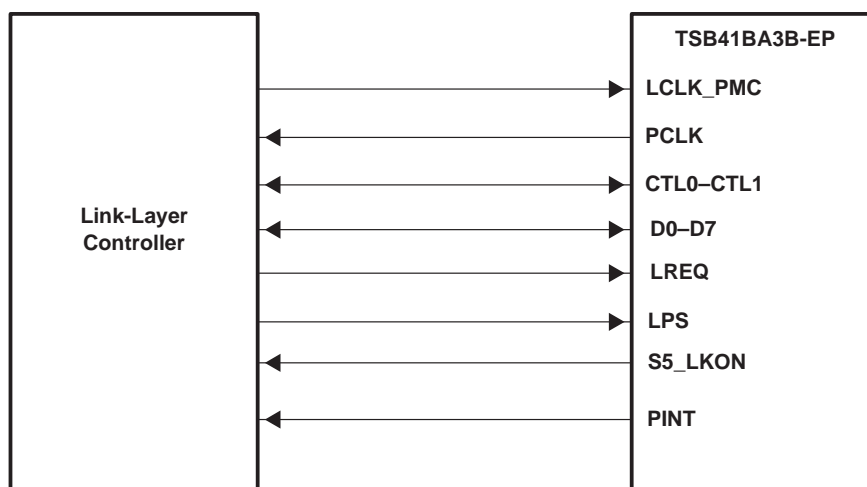 TSB41BA3B-EP
LCLK_PMC
PCLK
CTL0–CTL1
Link-Layer
Controller
D0–D7
LREQ
LPS
S5_LKON
PINT